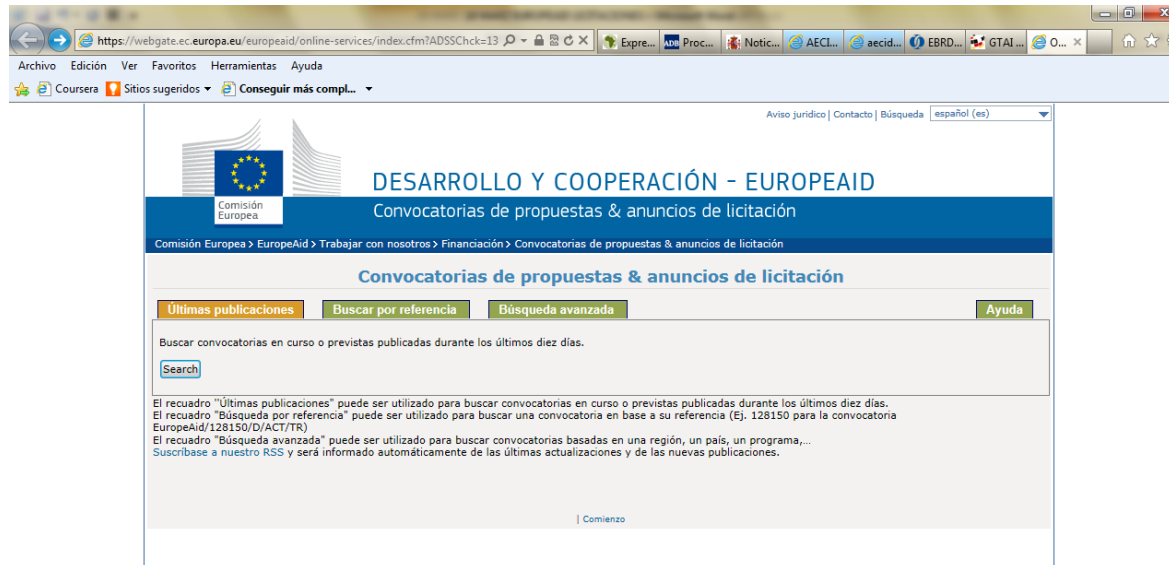 https://webgate.ec.europa.eu/europeaid/online-services/index.cfm?ADSSChck=13
Expre... Proc... Notic... AECI... aecid... EBRD... GTAI ... O...
Archivo Edición Ver Favoritos Herramientas Ayuda
Coursera Sitios sugeridos Conseguir más compl...
Aviso jurídico | Contacto | Búsqueda español (es)
Comisión
Europea
DESARROLLO Y COOPERACIÓN - EUROPEAID
Convocatorias de propuestas & anuncios de licitación
Comisión Europea > EuropeAid > Trabajar con nosotros > Financiación > Convocatorias de propuestas & anuncios de licitación
Convocatorias de propuestas & anuncios de licitación
Últimas publicaciones Buscar por referencia Búsqueda avanzada Ayuda
Buscar convocatorias en curso o previstas publicadas durante los últimos diez días.
Search
El recuadro "Últimas publicaciones" puede ser utilizado para buscar convocatorias en curso o previstas publicadas durante los últimos diez días.
El recuadro "Búsqueda por referencia" puede ser utilizado para buscar una convocatoria en base a su referencia (Ej. 128150 para la convocatoria
EuropeAid/128150/D/ACT/TR)
El recuadro "Búsqueda avanzada" puede ser utilizado para buscar convocatorias basadas en una región, un país, un programa,...
Suscríbase a nuestro RSS y será informado automáticamente de las últimas actualizaciones y de las nuevas publicaciones.
| Comienzo